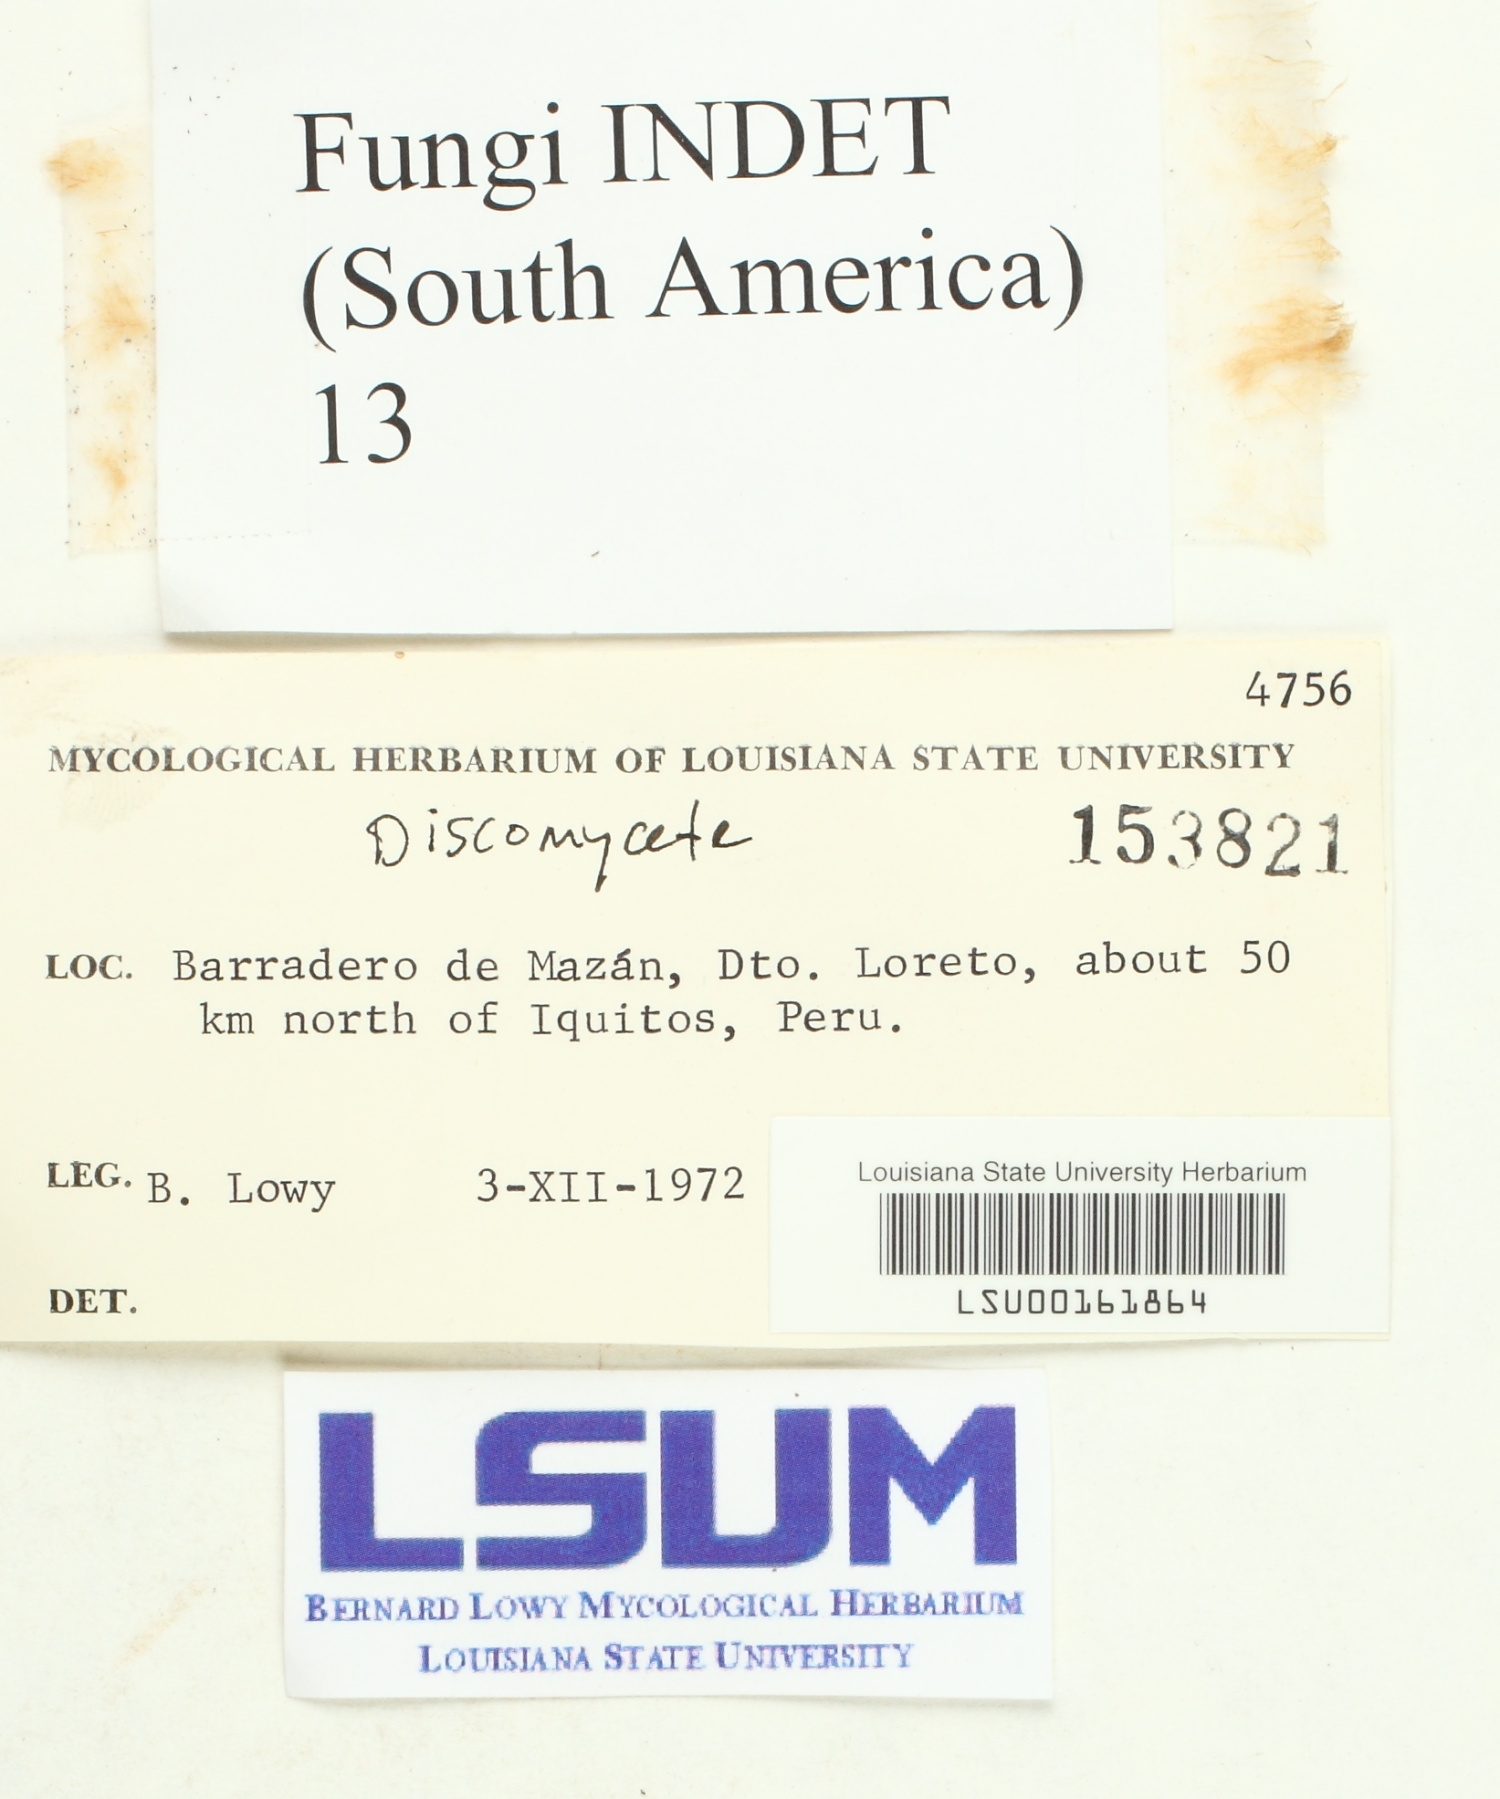 Fungi INDET
(South America)
13
4756
MYCOLOGICAL HERBARIUM OF LOUISIANA STATE UNIVERSITY
Discomycete 153821
LOC. Barradero de Mazán, Dto. Loreto, about 50
km north of Iquitos, Peru.
LEG. B. Lowy 3-XII-1972
Louisiana State University Herbarium
LSU00161864
DET.
LSUM
BERNARD LOWY MYCOLOGICAL HERBARIUM
LOUISIANA STATE UNIVERSITY